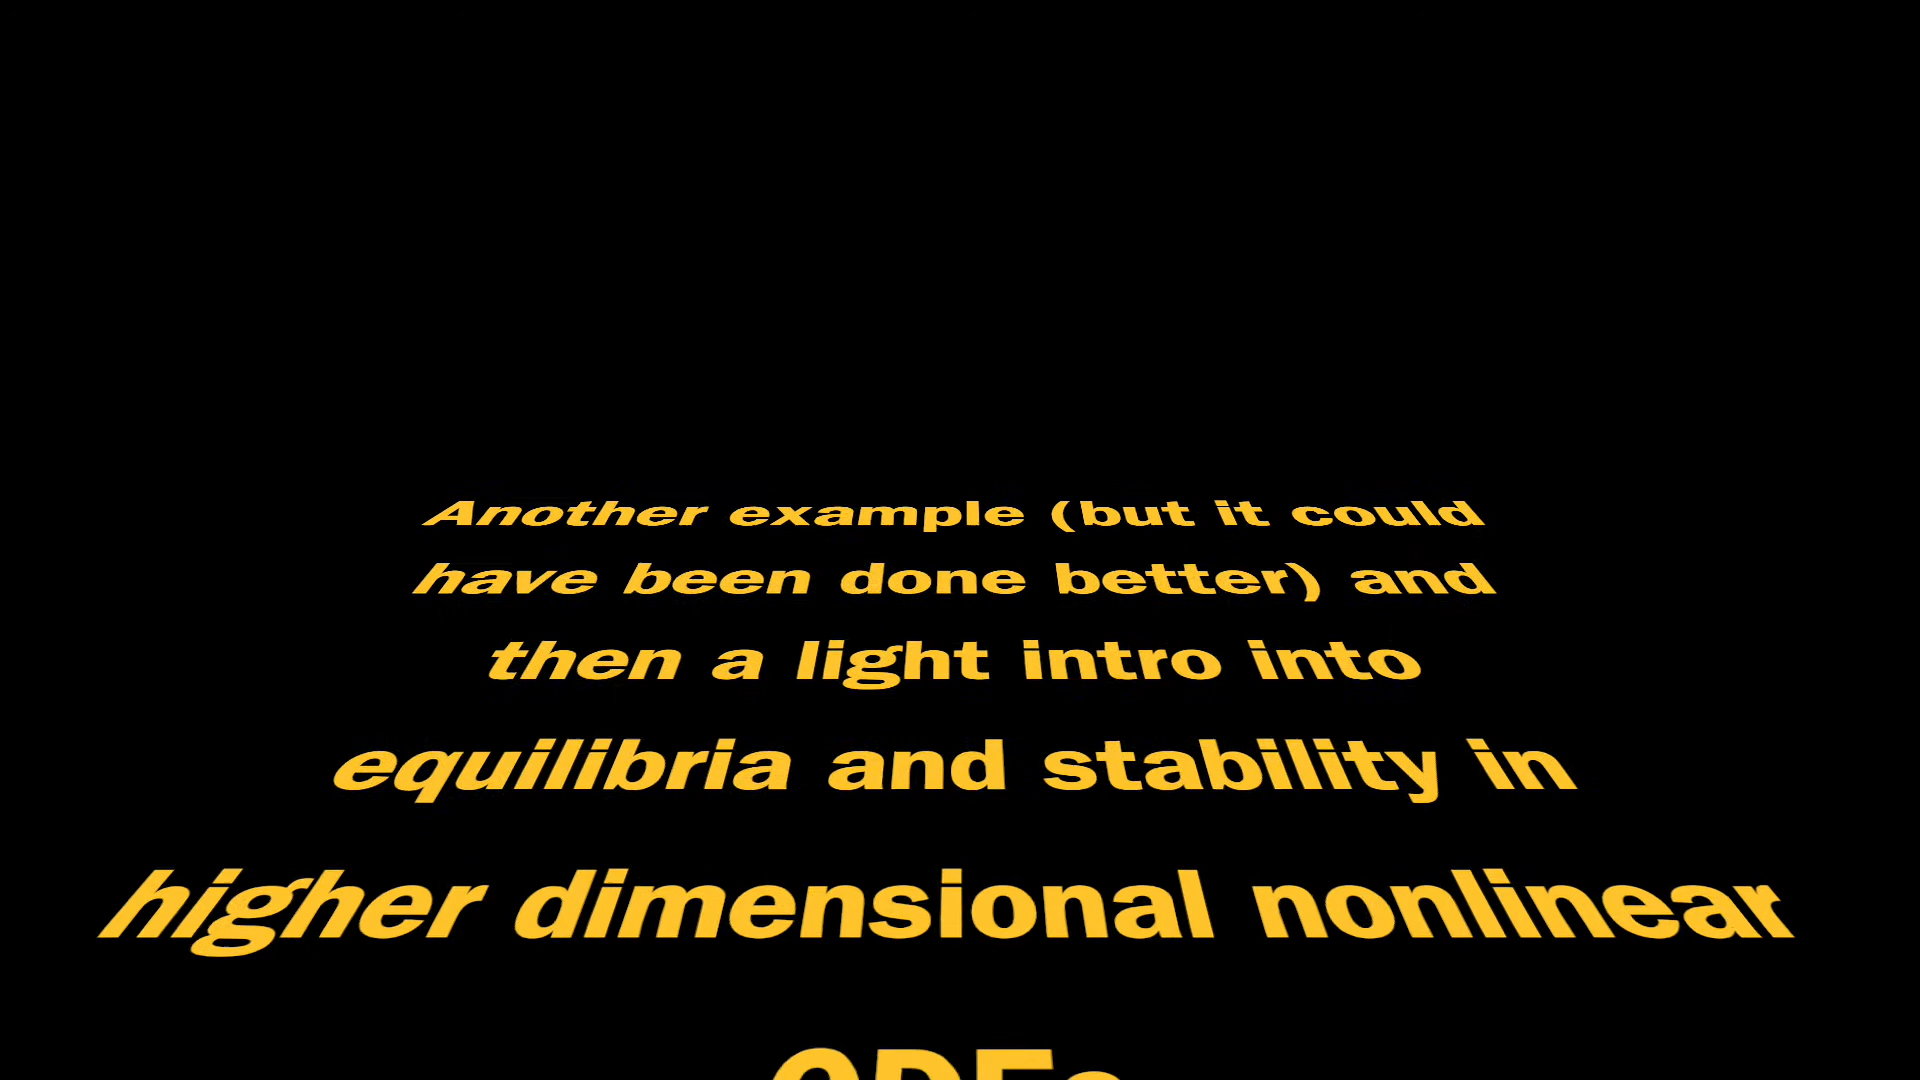 Another example (but it could
have been done better) and
then a light intro into
equilibria and stability in
higher dimensional nonlinear
ODEs